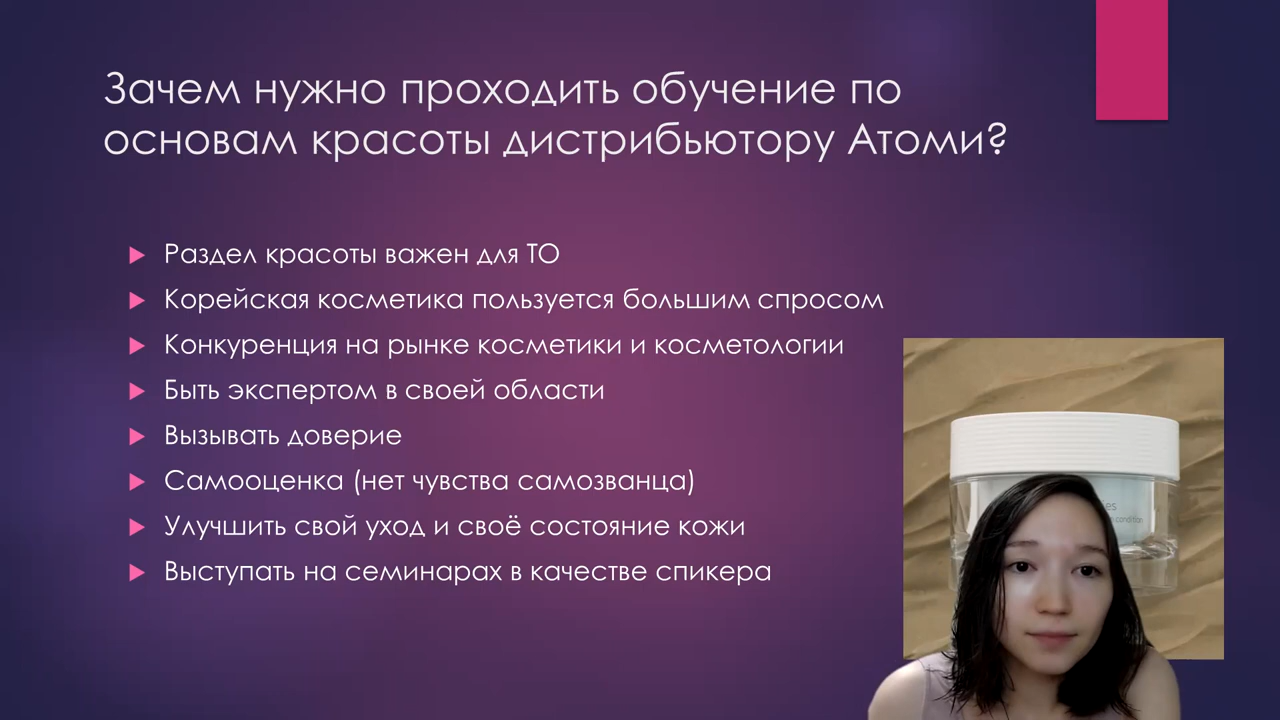 Зачем нужно проходить обучение по
основам красоты дистрибьютору Атоми?
Раздел красоты важен для ТО
Корейская косметика пользуется большим спросом
Конкуренция на рынке косметики и косметологии
Быть экспертом в своей области
Вызывать доверие
Самооценка (нет чувства самозванца)
Улучшить свой уход и своё состояние кожи
Выступать на семинарах в качестве спикера
es
condition